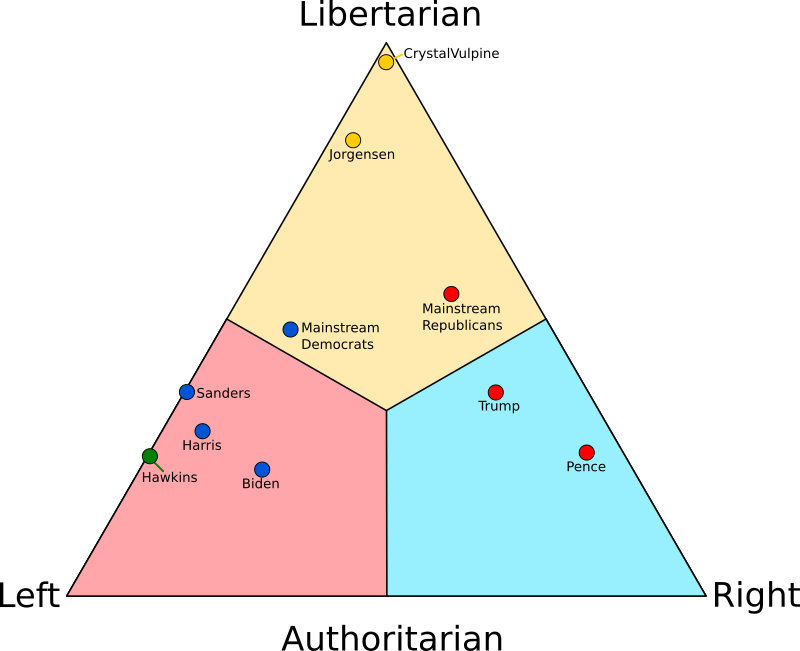 Libertarian
CrystalVulpine
Jorgensen
Mainstream
Republicans
Mainstream
Democrats
Sanders
Trump
Harris
Pence
Hawkins
Biden
Left
Right
Authoritarian